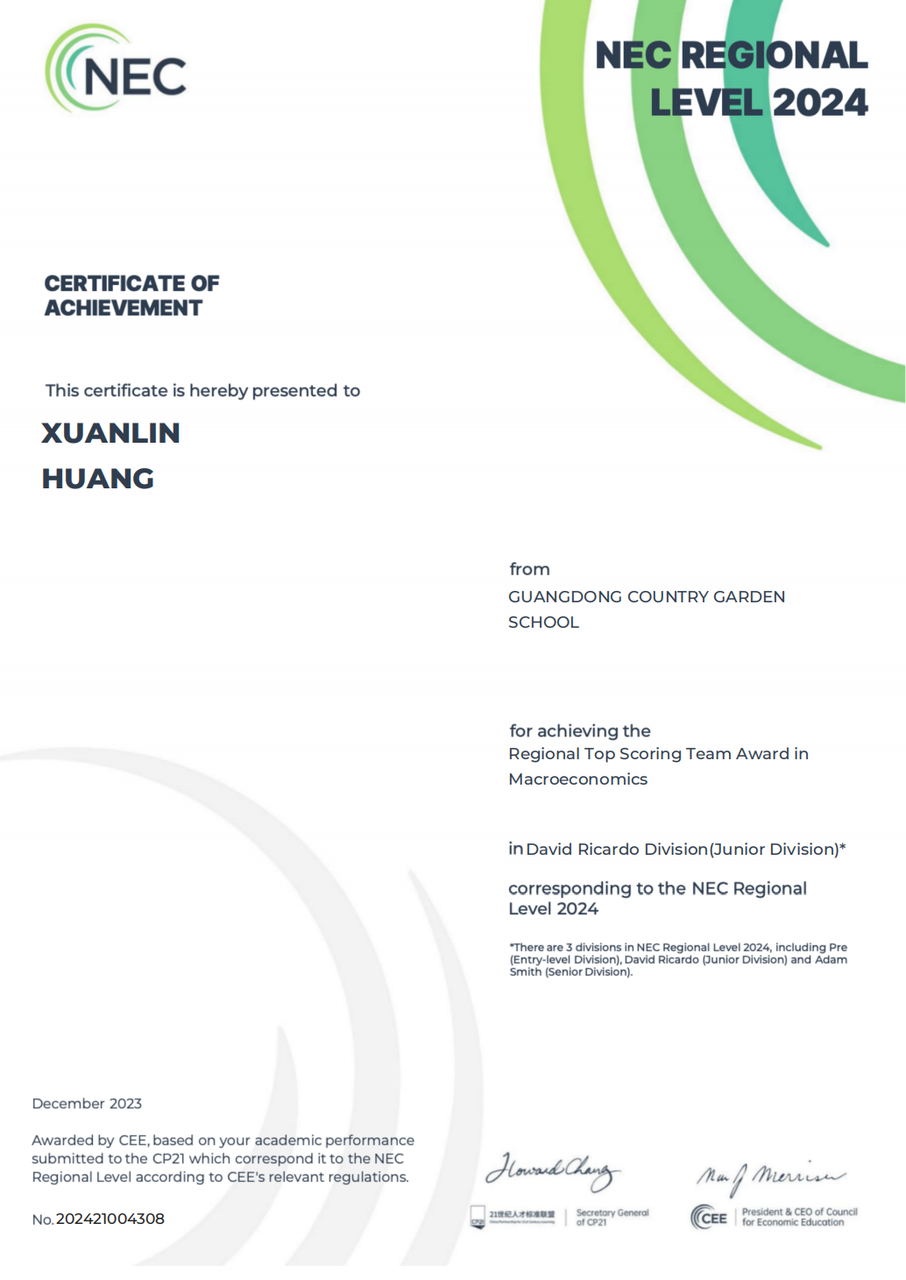 NEC
NEC REGIONAL
LEVEL 2024
CERTIFICATE OF
ACHIEVEMENT
This certificate is hereby presented to
XUANLIN
HUANG
from
GUANGDONG COUNTRY GARDEN
SCHOOL
for achieving the
Regional Top Scoring Team Award in
Macroeconomics
in David Ricardo Division(Junior Division)*
corresponding to the NEC Regional
Level 2024
*There are 3 divisions in NEC Regional Level 2024, including Pre
(Entry-level Division), David Ricardo (Junior Division) and Adam
Smith (Senior Division).
December 2023
Awarded by CEE, based on your academic performance
submitted to the CP21 which correspond it to the NEC
Regional Level according to CEE's relevant regulations.
No. 202421004308
Howard Chang
CP21
21世纪人才标准联盟
Secretary General
of CP21
CEE
President & CEO of Council
for Economic Education